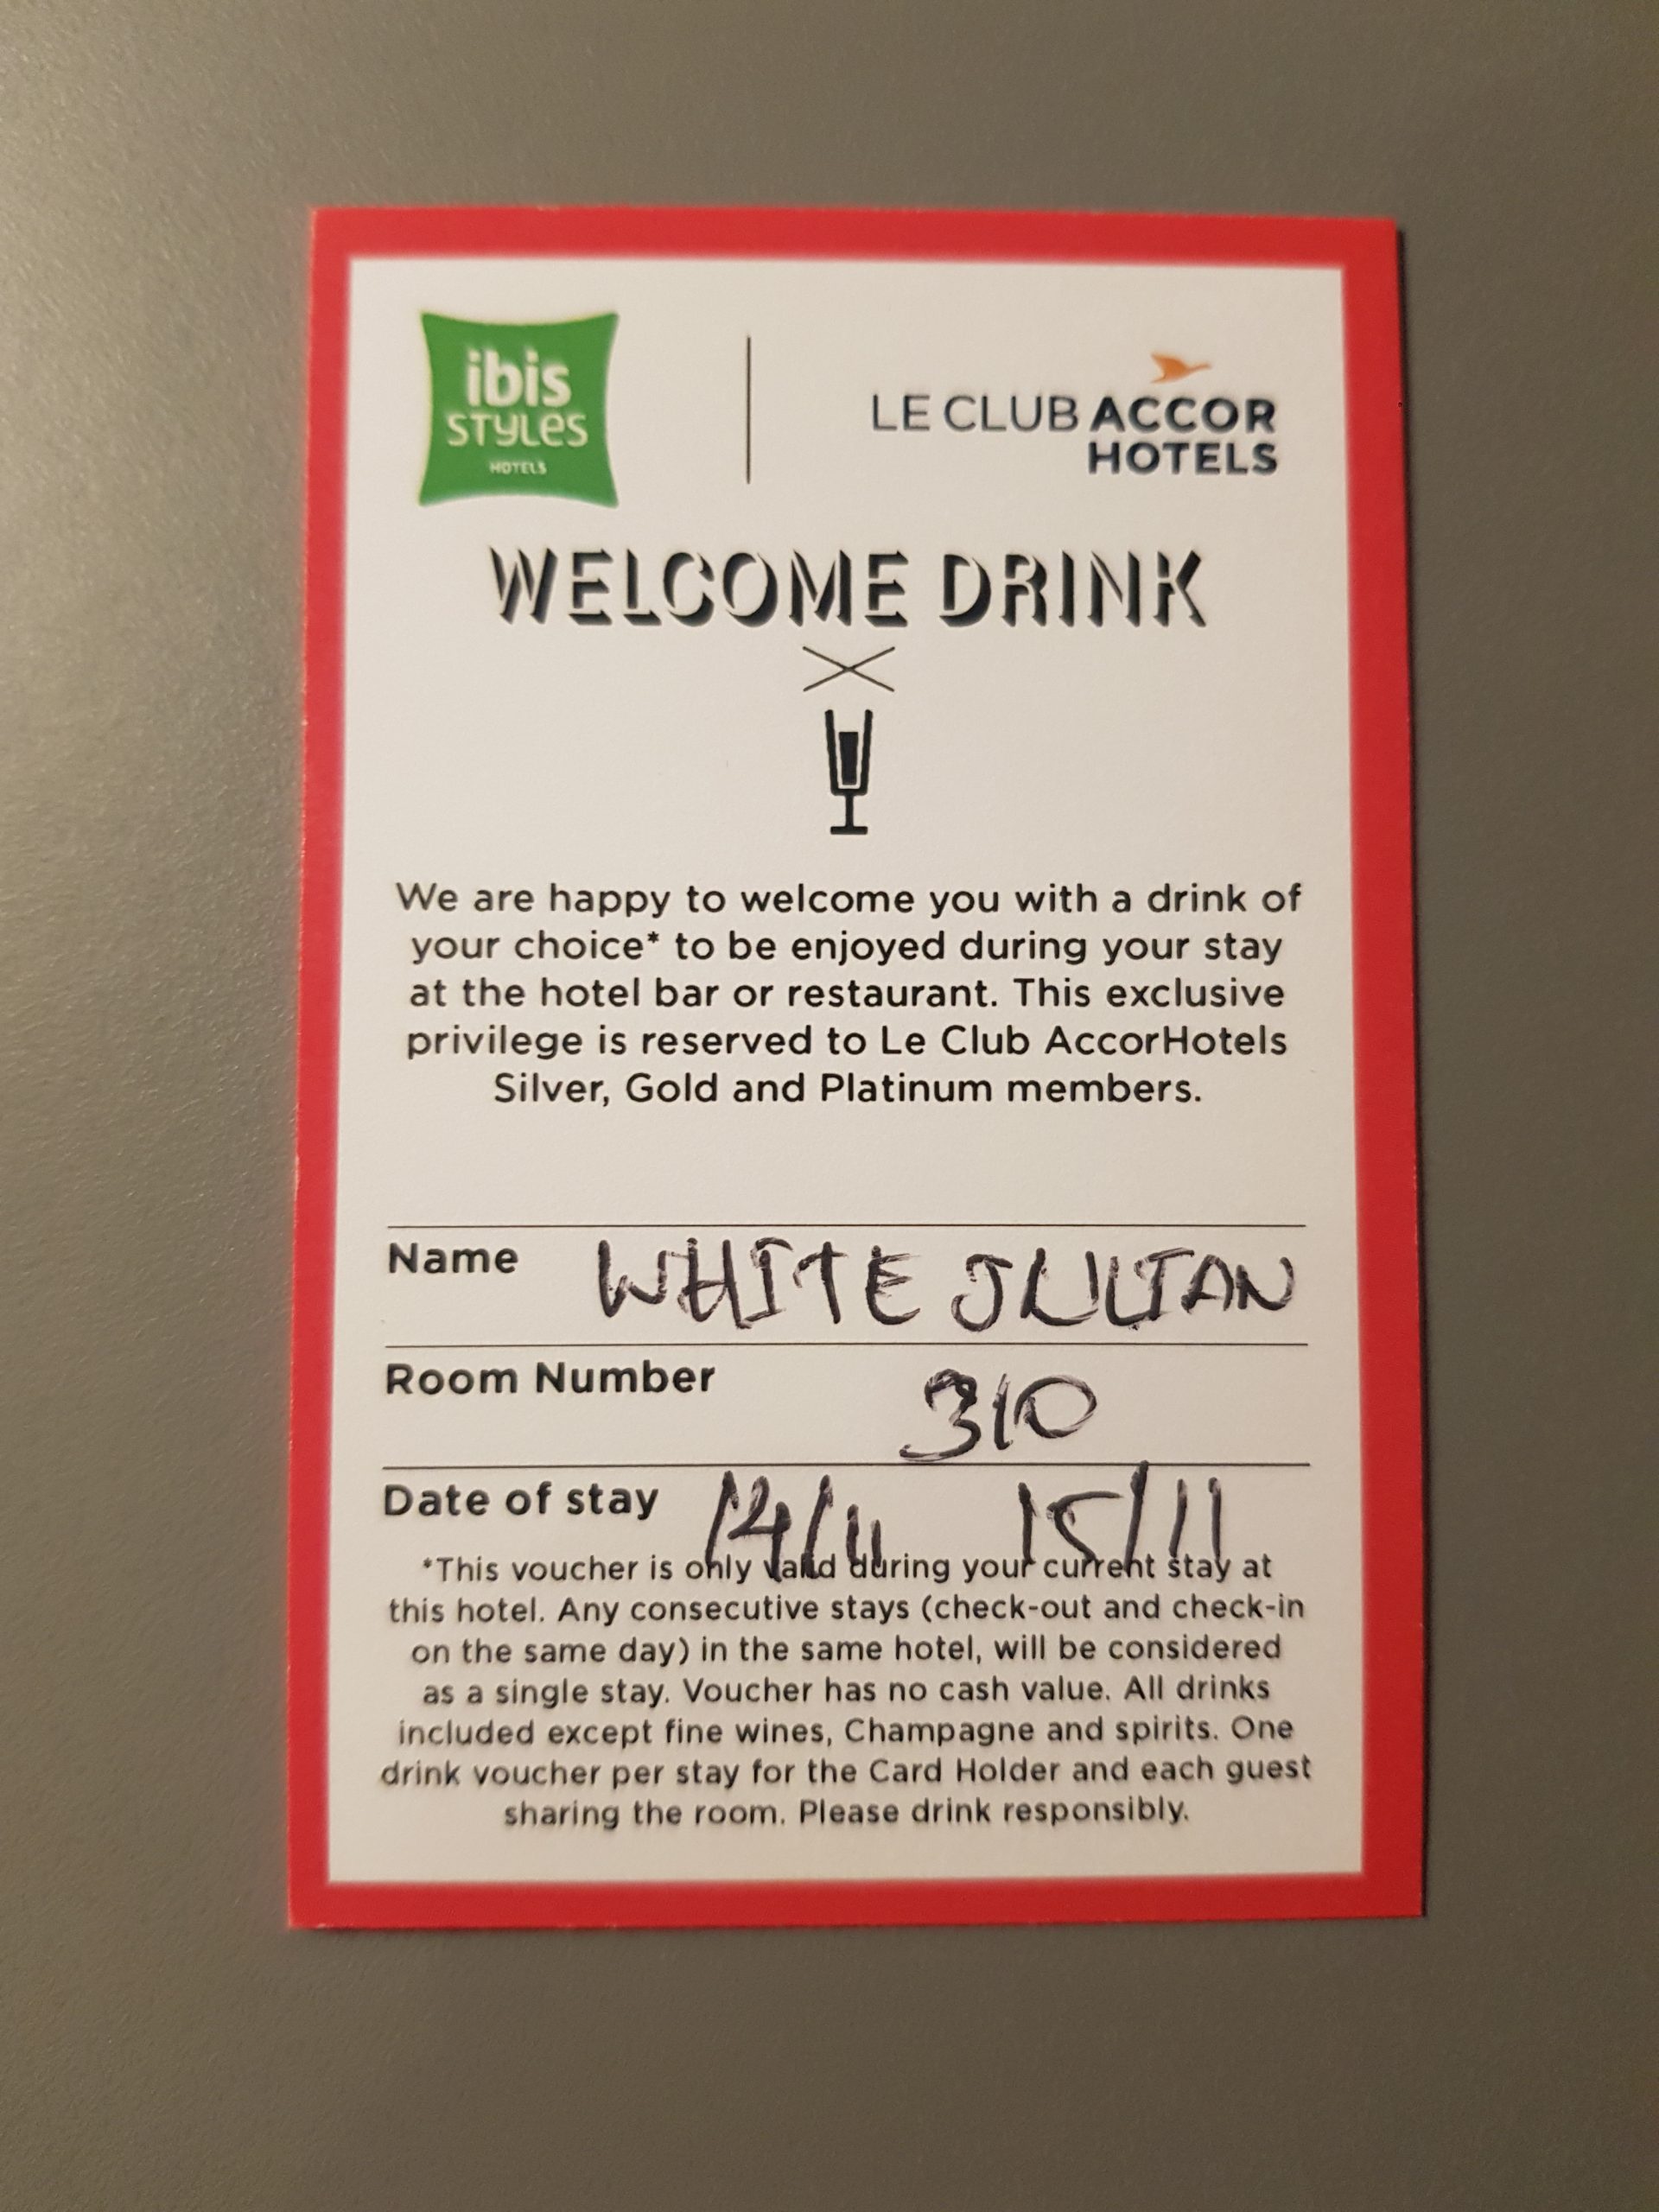 ibis
STYLES
HOTELS
LE CLUB ACCOR
HOTELS
WELCOME DRINK
We are happy to welcome you with a drink of
your choice* to be enjoyed during your stay
at the hotel bar or restaurant. This exclusive
privilege is reserved to Le Club AccorHotels
Silver, Gold and Platinum members.
Name WHITE JULIAN
Room Number 310
Date of stay 14/11 15/11
*This voucher is only valid during your current stay at
this hotel. Any consecutive stays (check-out and check-in
on the same day) in the same hotel, will be considered
as a single stay. Voucher has no cash value. All drinks
included except fine wines, Champagne and spirits. One
drink voucher per stay for the Card Holder and each guest
sharing the room. Please drink responsibly.